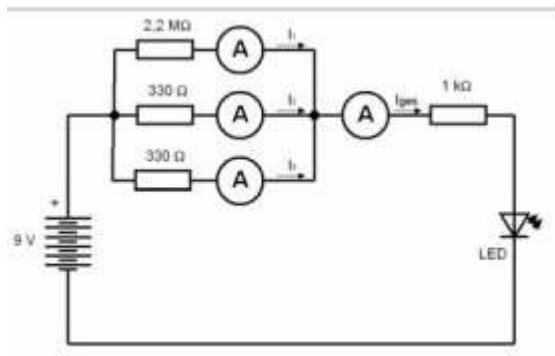 2,2 MΩ
A
I₁
330 Ω
A
I₂
A
Iges
1 kΩ
330 Ω
A
I₃
+
9 V
LED